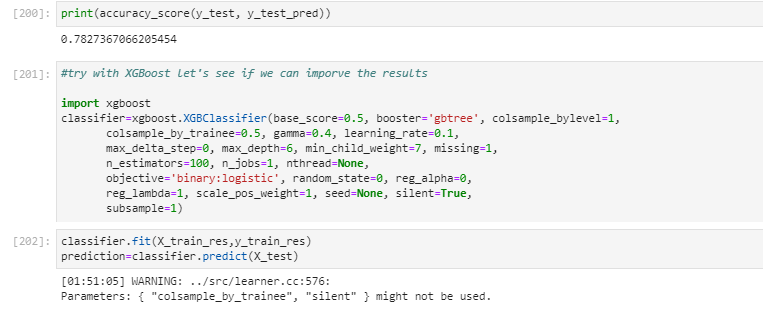 [200]: print(accuracy_score(y_test, y_test_pred))
0.7827367066205454
[201]: #try with XGBoost let's see if we can imporve the results
import xgboost
classifier=xgboost.XGBClassifier(base_score=0.5, booster='gbtree', colsample_bylevel=1,
colsample_by_trainee=0.5, gamma=0.4, learning_rate=0.1,
max_delta_step=0, max_depth=6, min_child_weight=7, missing=1,
n_estimators=100, n_jobs=1, nthread=None,
objective='binary:logistic', random_state=0, reg_alpha=0,
reg_lambda=1, scale_pos_weight=1, seed=None, silent=True,
subsample=1)
[202]: classifier.fit(X_train_res,y_train_res)
prediction=classifier.predict(X_test)
[01:51:05] WARNING: ../src/learner.cc:576:
Parameters: { "colsample_by_trainee", "silent" } might not be used.